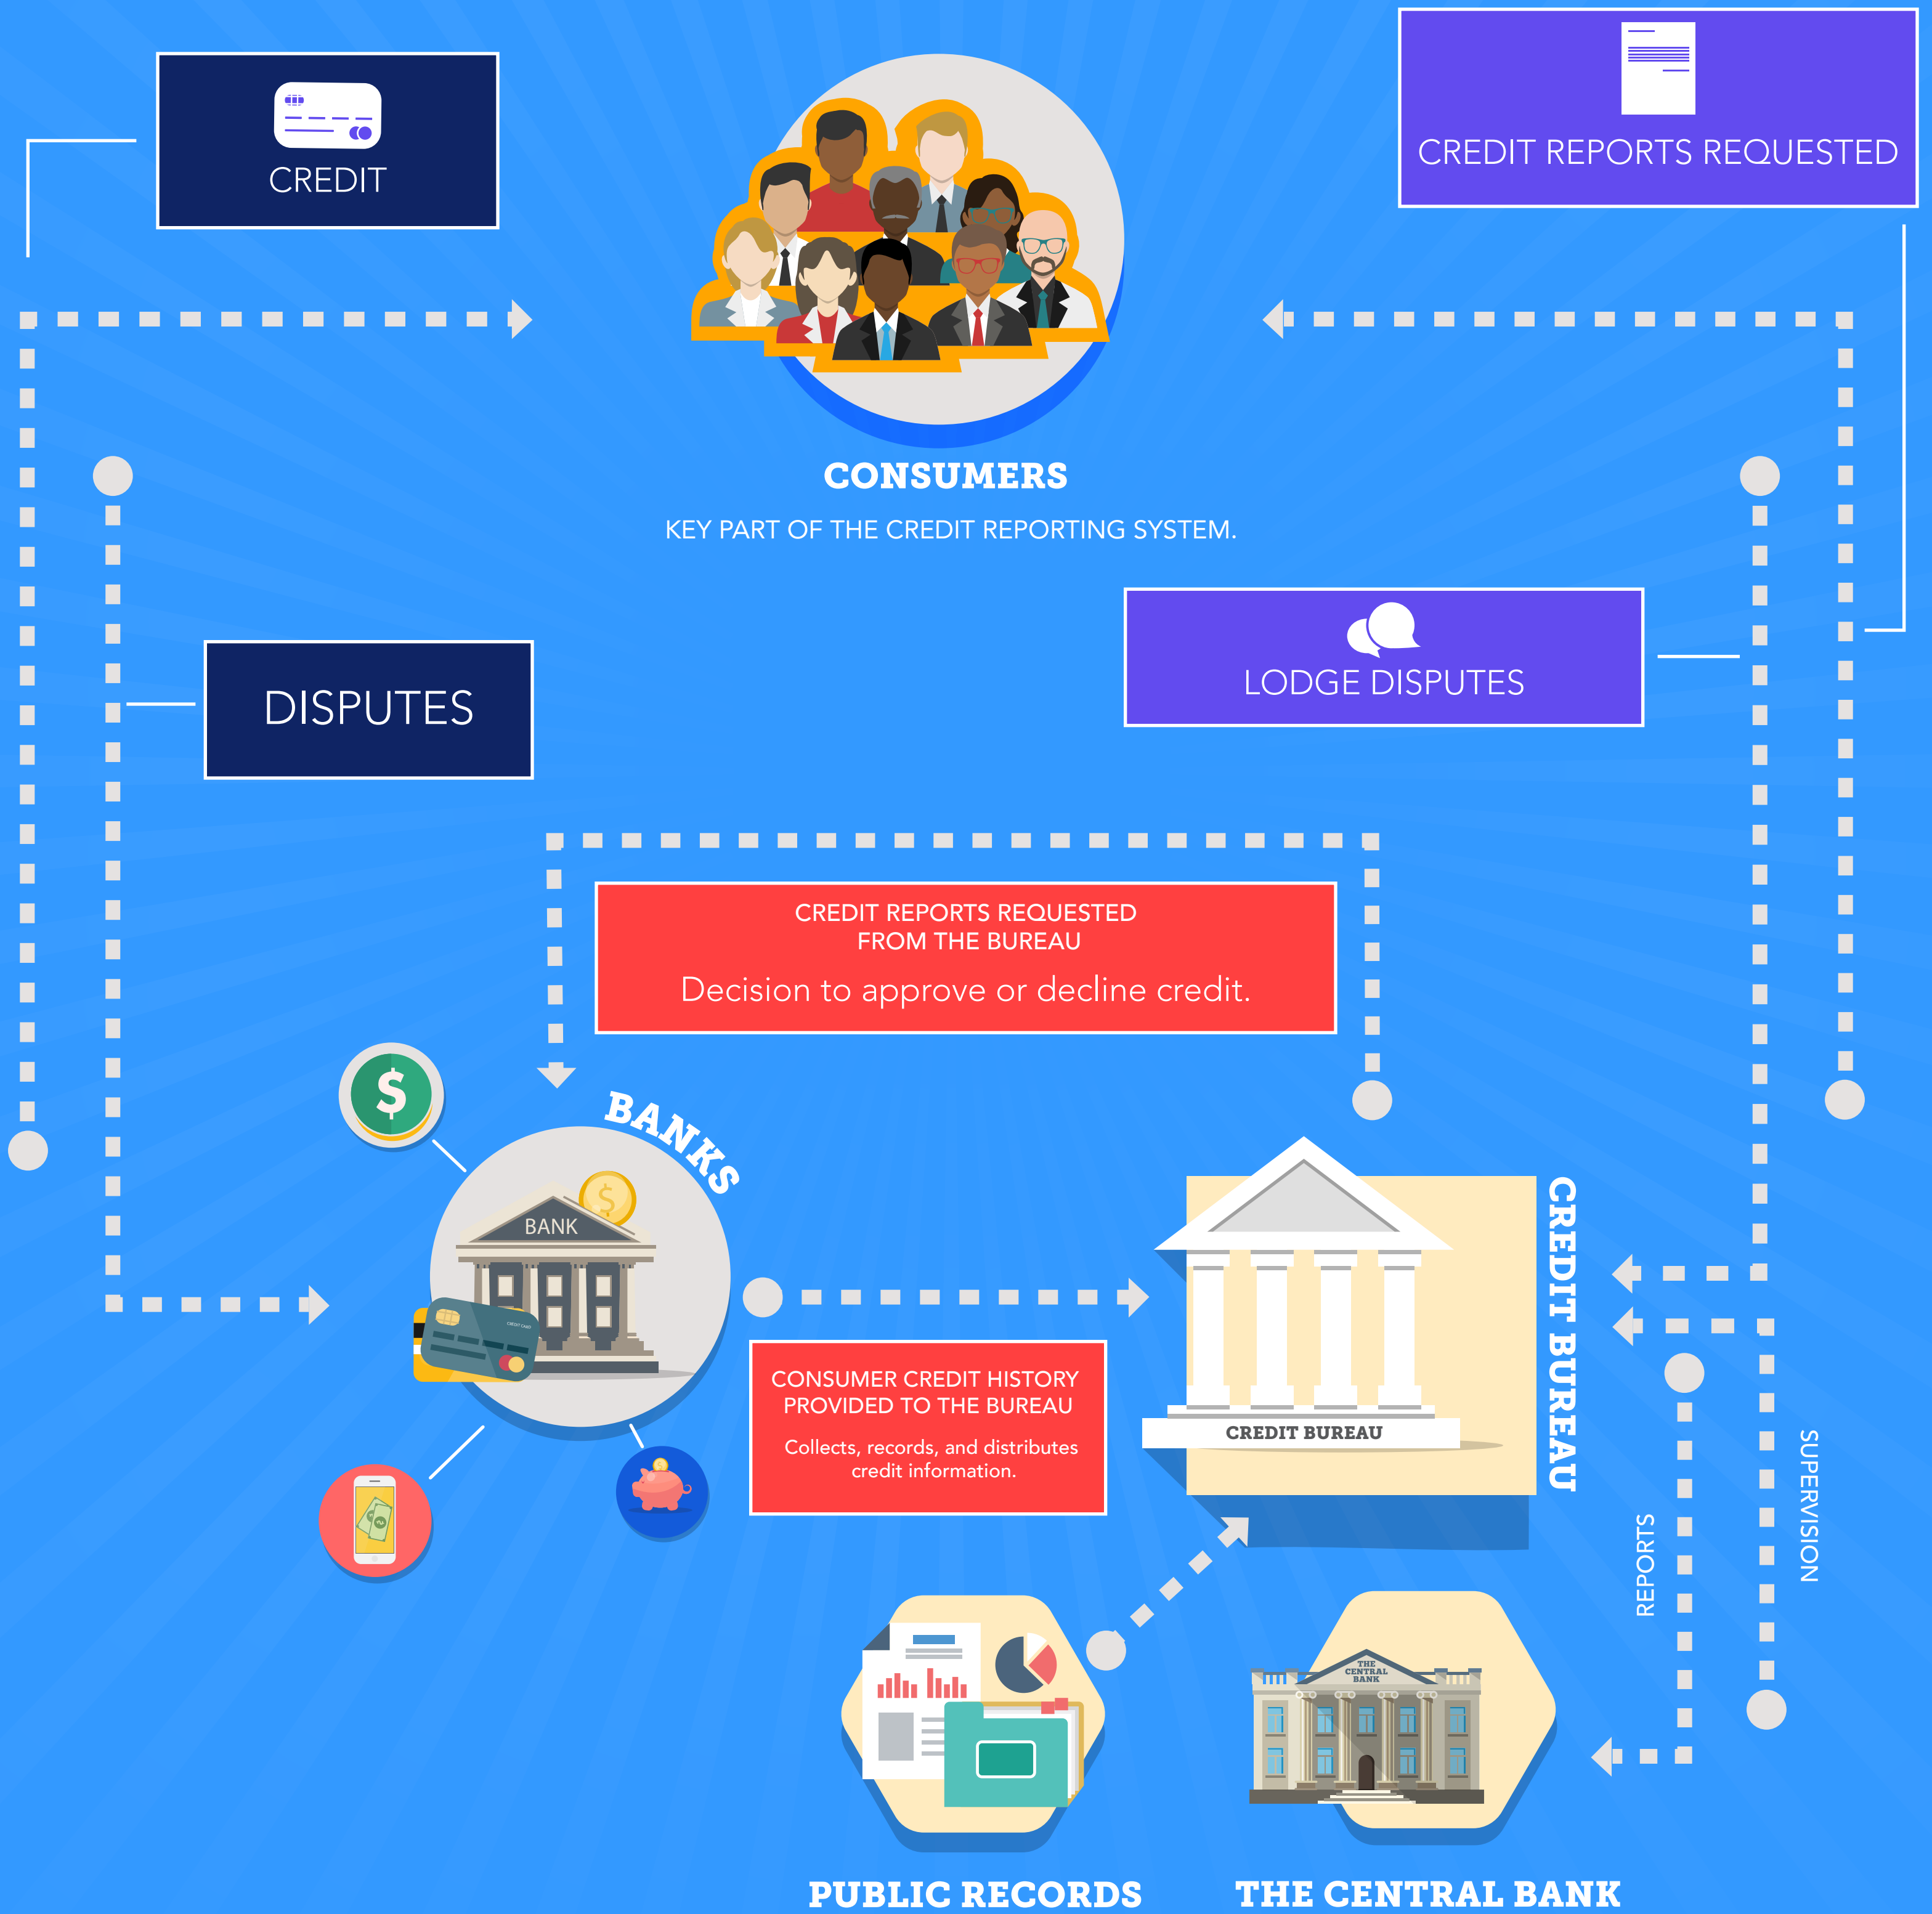 CREDIT
CREDIT REPORTS REQUESTED
CONSUMERS
KEY PART OF THE CREDIT REPORTING SYSTEM.
DISPUTES
LODGE DISPUTES
CREDIT REPORTS REQUESTED
FROM THE BUREAU
Decision to approve or decline credit.
$
BANKS
$
BANK
CREDIT CARD
CONSUMER CREDIT HISTORY
PROVIDED TO THE BUREAU
Collects, records, and distributes
credit information.
CREDIT BUREAU
CREDIT BUREAU
REPORTS
SUPERVISION
THE
CENTRAL
BANK
PUBLIC RECORDS
THE CENTRAL BANK